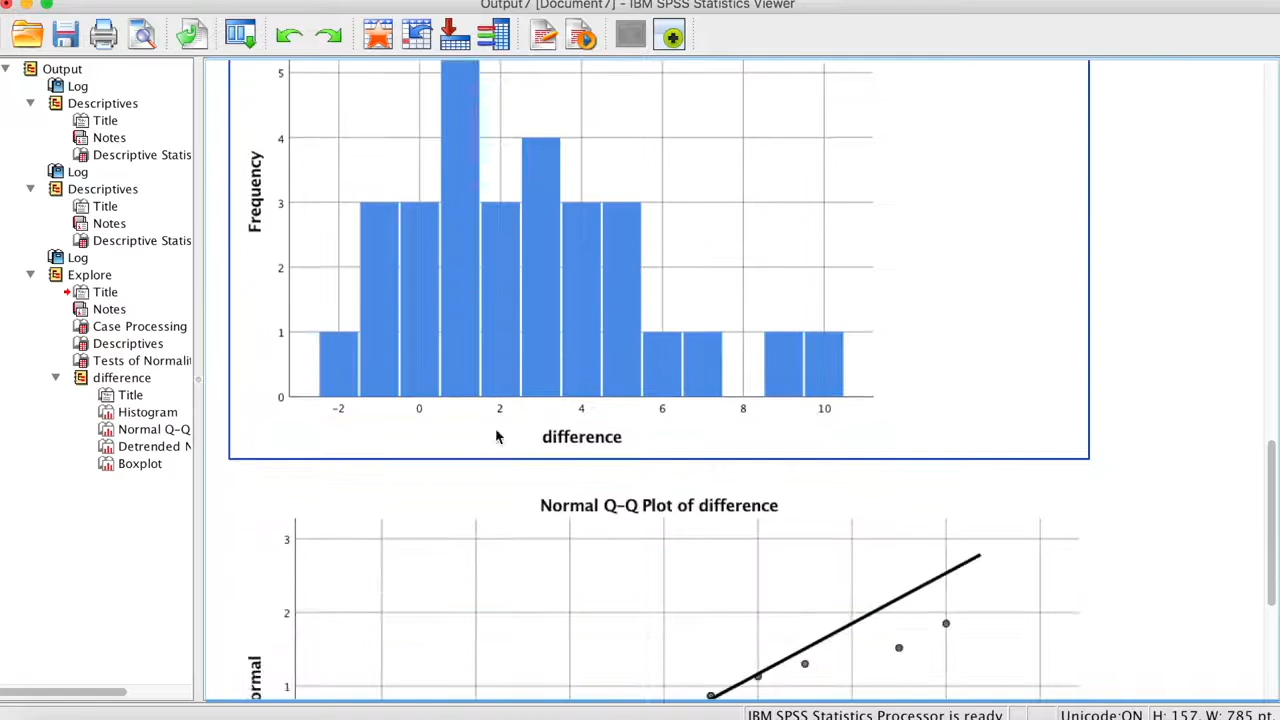 Output7 [Document7] - IBM SPSS Statistics Viewer
Output
Log
Descriptives
Title
Notes
Descriptive Statis
Log
Descriptives
Title
Notes
Descriptive Statis
Log
Explore
Title
Notes
Case Processing
Descriptives
Tests of Normalit
difference
Title
Histogram
Normal Q-Q
Detrended N
Boxplot
Frequency
5
4
3
2
1
0
-2 0 2 4 6 8 10
difference
Normal Q-Q Plot of difference
3
2
1
ormal
IBM SPSS Statistics Processor is ready
Unicode:ON H: 157, W: 785 pt.